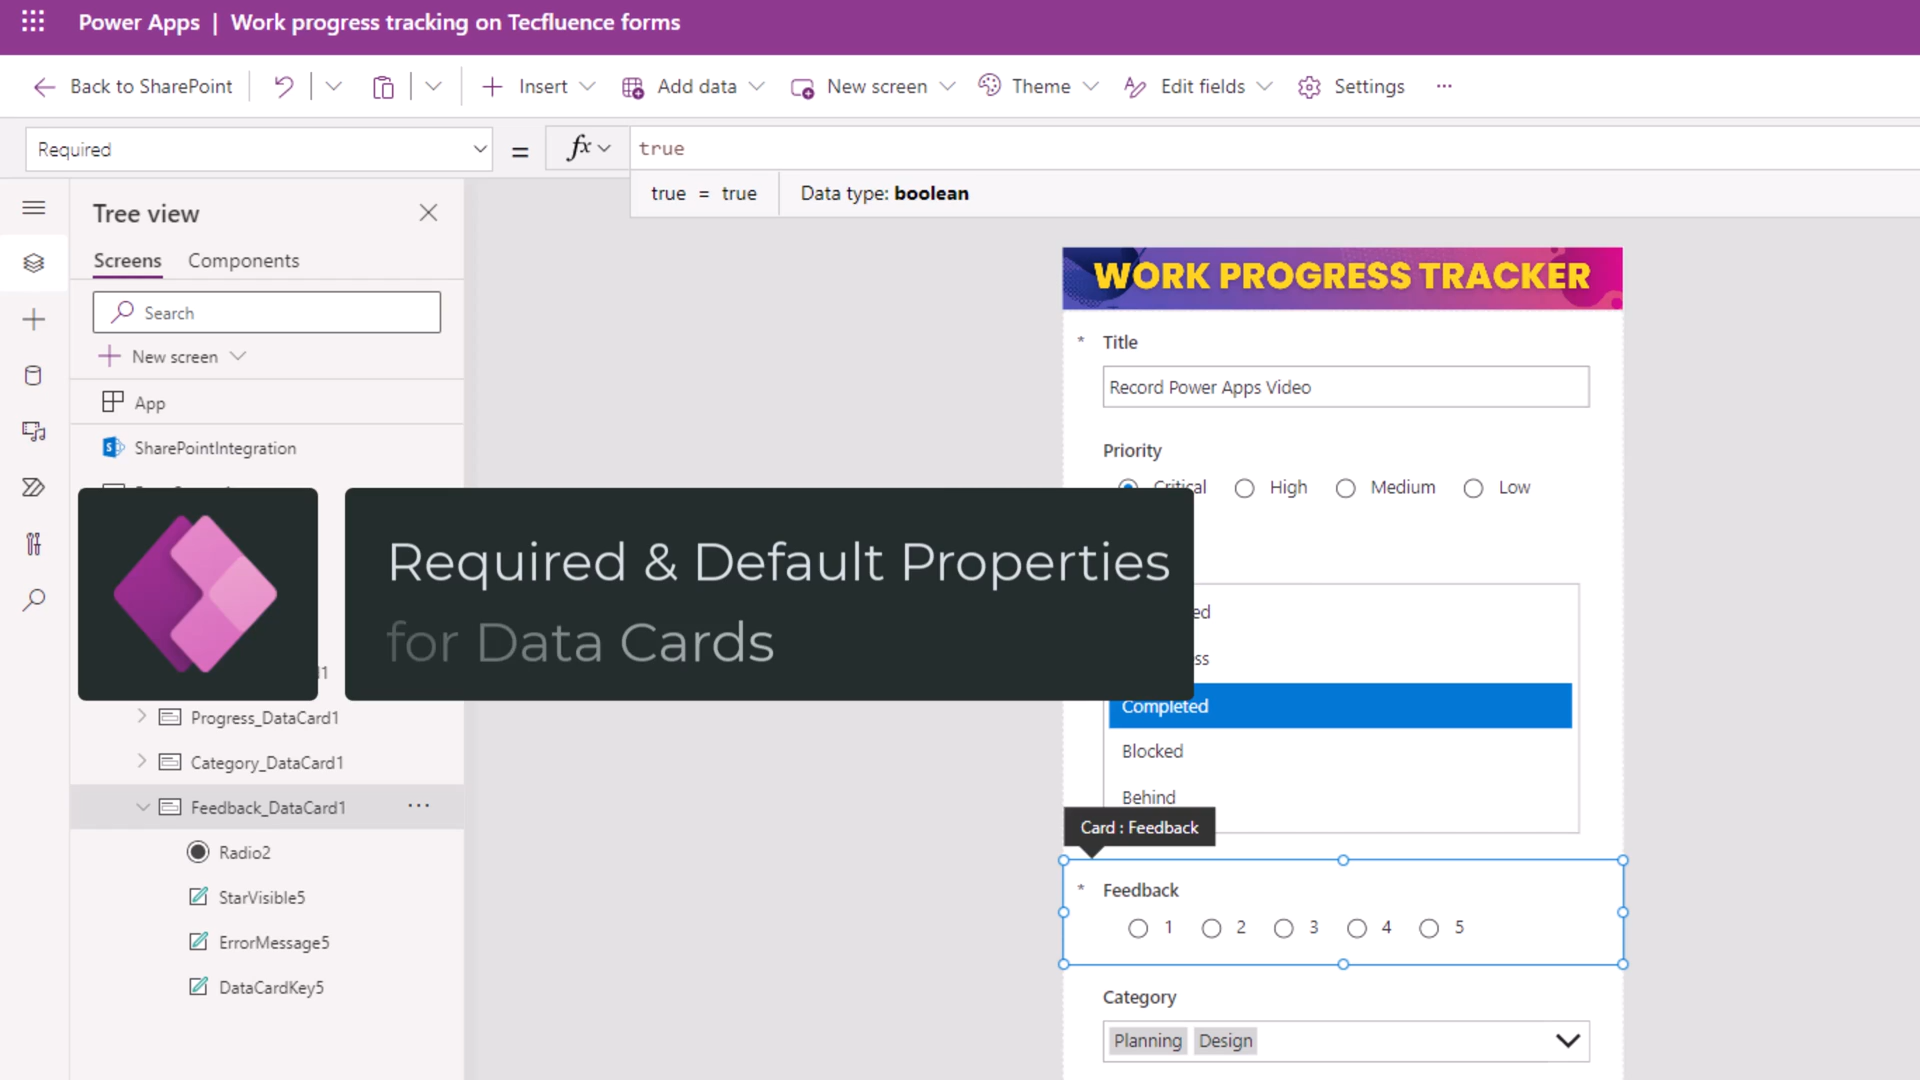 Power Apps | Work progress tracking on Tecfluence forms
Back to SharePoint
Insert
Add data
New screen
Theme
Edit fields
Settings
Required
=
fx
true
true = true
Data type: boolean
Tree view
Screens
Components
Search
New screen
App
SharePointIntegration
Progress_DataCard1
Category_DataCard1
Feedback_DataCard1
Radio2
StarVisible5
ErrorMessage5
DataCardKey5
Required & Default Properties
for Data Cards
WORK PROGRESS TRACKER
* Title
Record Power Apps Video
Priority
Critical High Medium Low
Completed
Blocked
Behind
Card : Feedback
* Feedback
1 2 3 4 5
Category
Planning Design